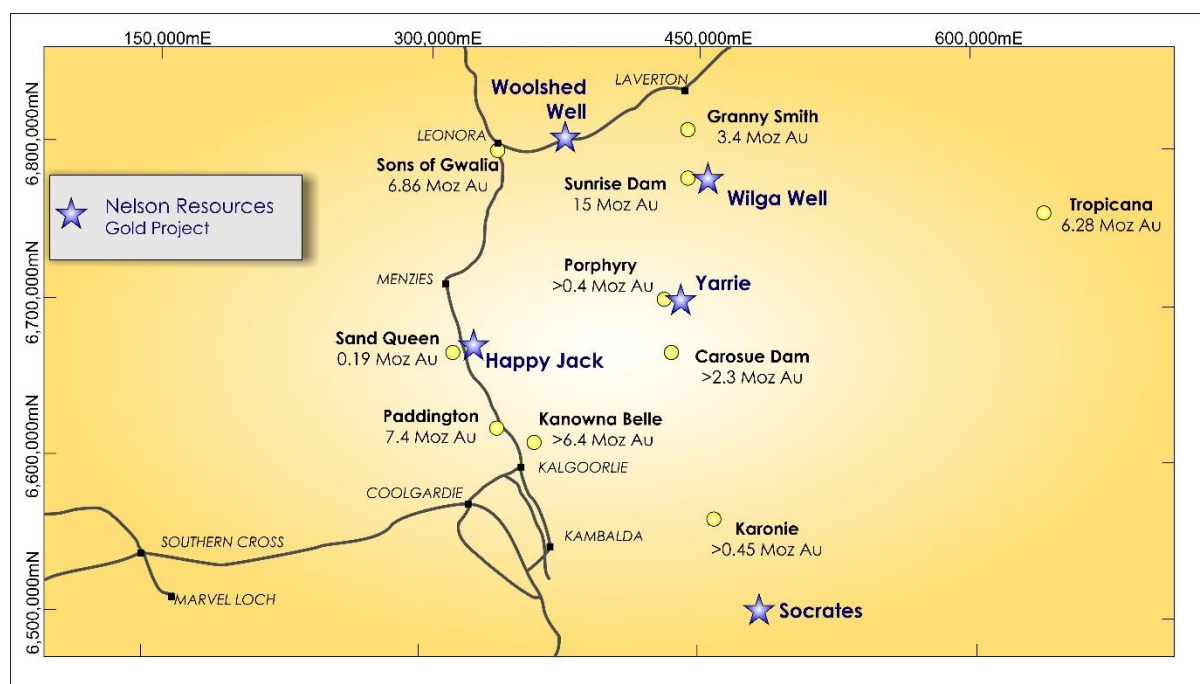 150,000mE
300,000mE
450,000mE
600,000mE
LAVERTON
Woolshed
Well
Granny Smith
3.4 Moz Au
6,800,000mN
LEONORA
Sons of Gwalia
6.86 Moz Au
Sunrise Dam
15 Moz Au
Wilga Well
Nelson Resources
Gold Project
Tropicana
6.28 Moz Au
Porphyry
>0.4 Moz Au
Yarrie
MENZIES
6,700,000mN
Sand Queen
0.19 Moz Au
Happy Jack
Carosue Dam
>2.3 Moz Au
Paddington
7.4 Moz Au
Kanowna Belle
>6.4 Moz Au
6,600,000mN
KALGOORLIE
COOLGARDIE
Karonie
>0.45 Moz Au
SOUTHERN CROSS
KAMBALDA
MARVEL LOCH
6,500,000mN
Socrates